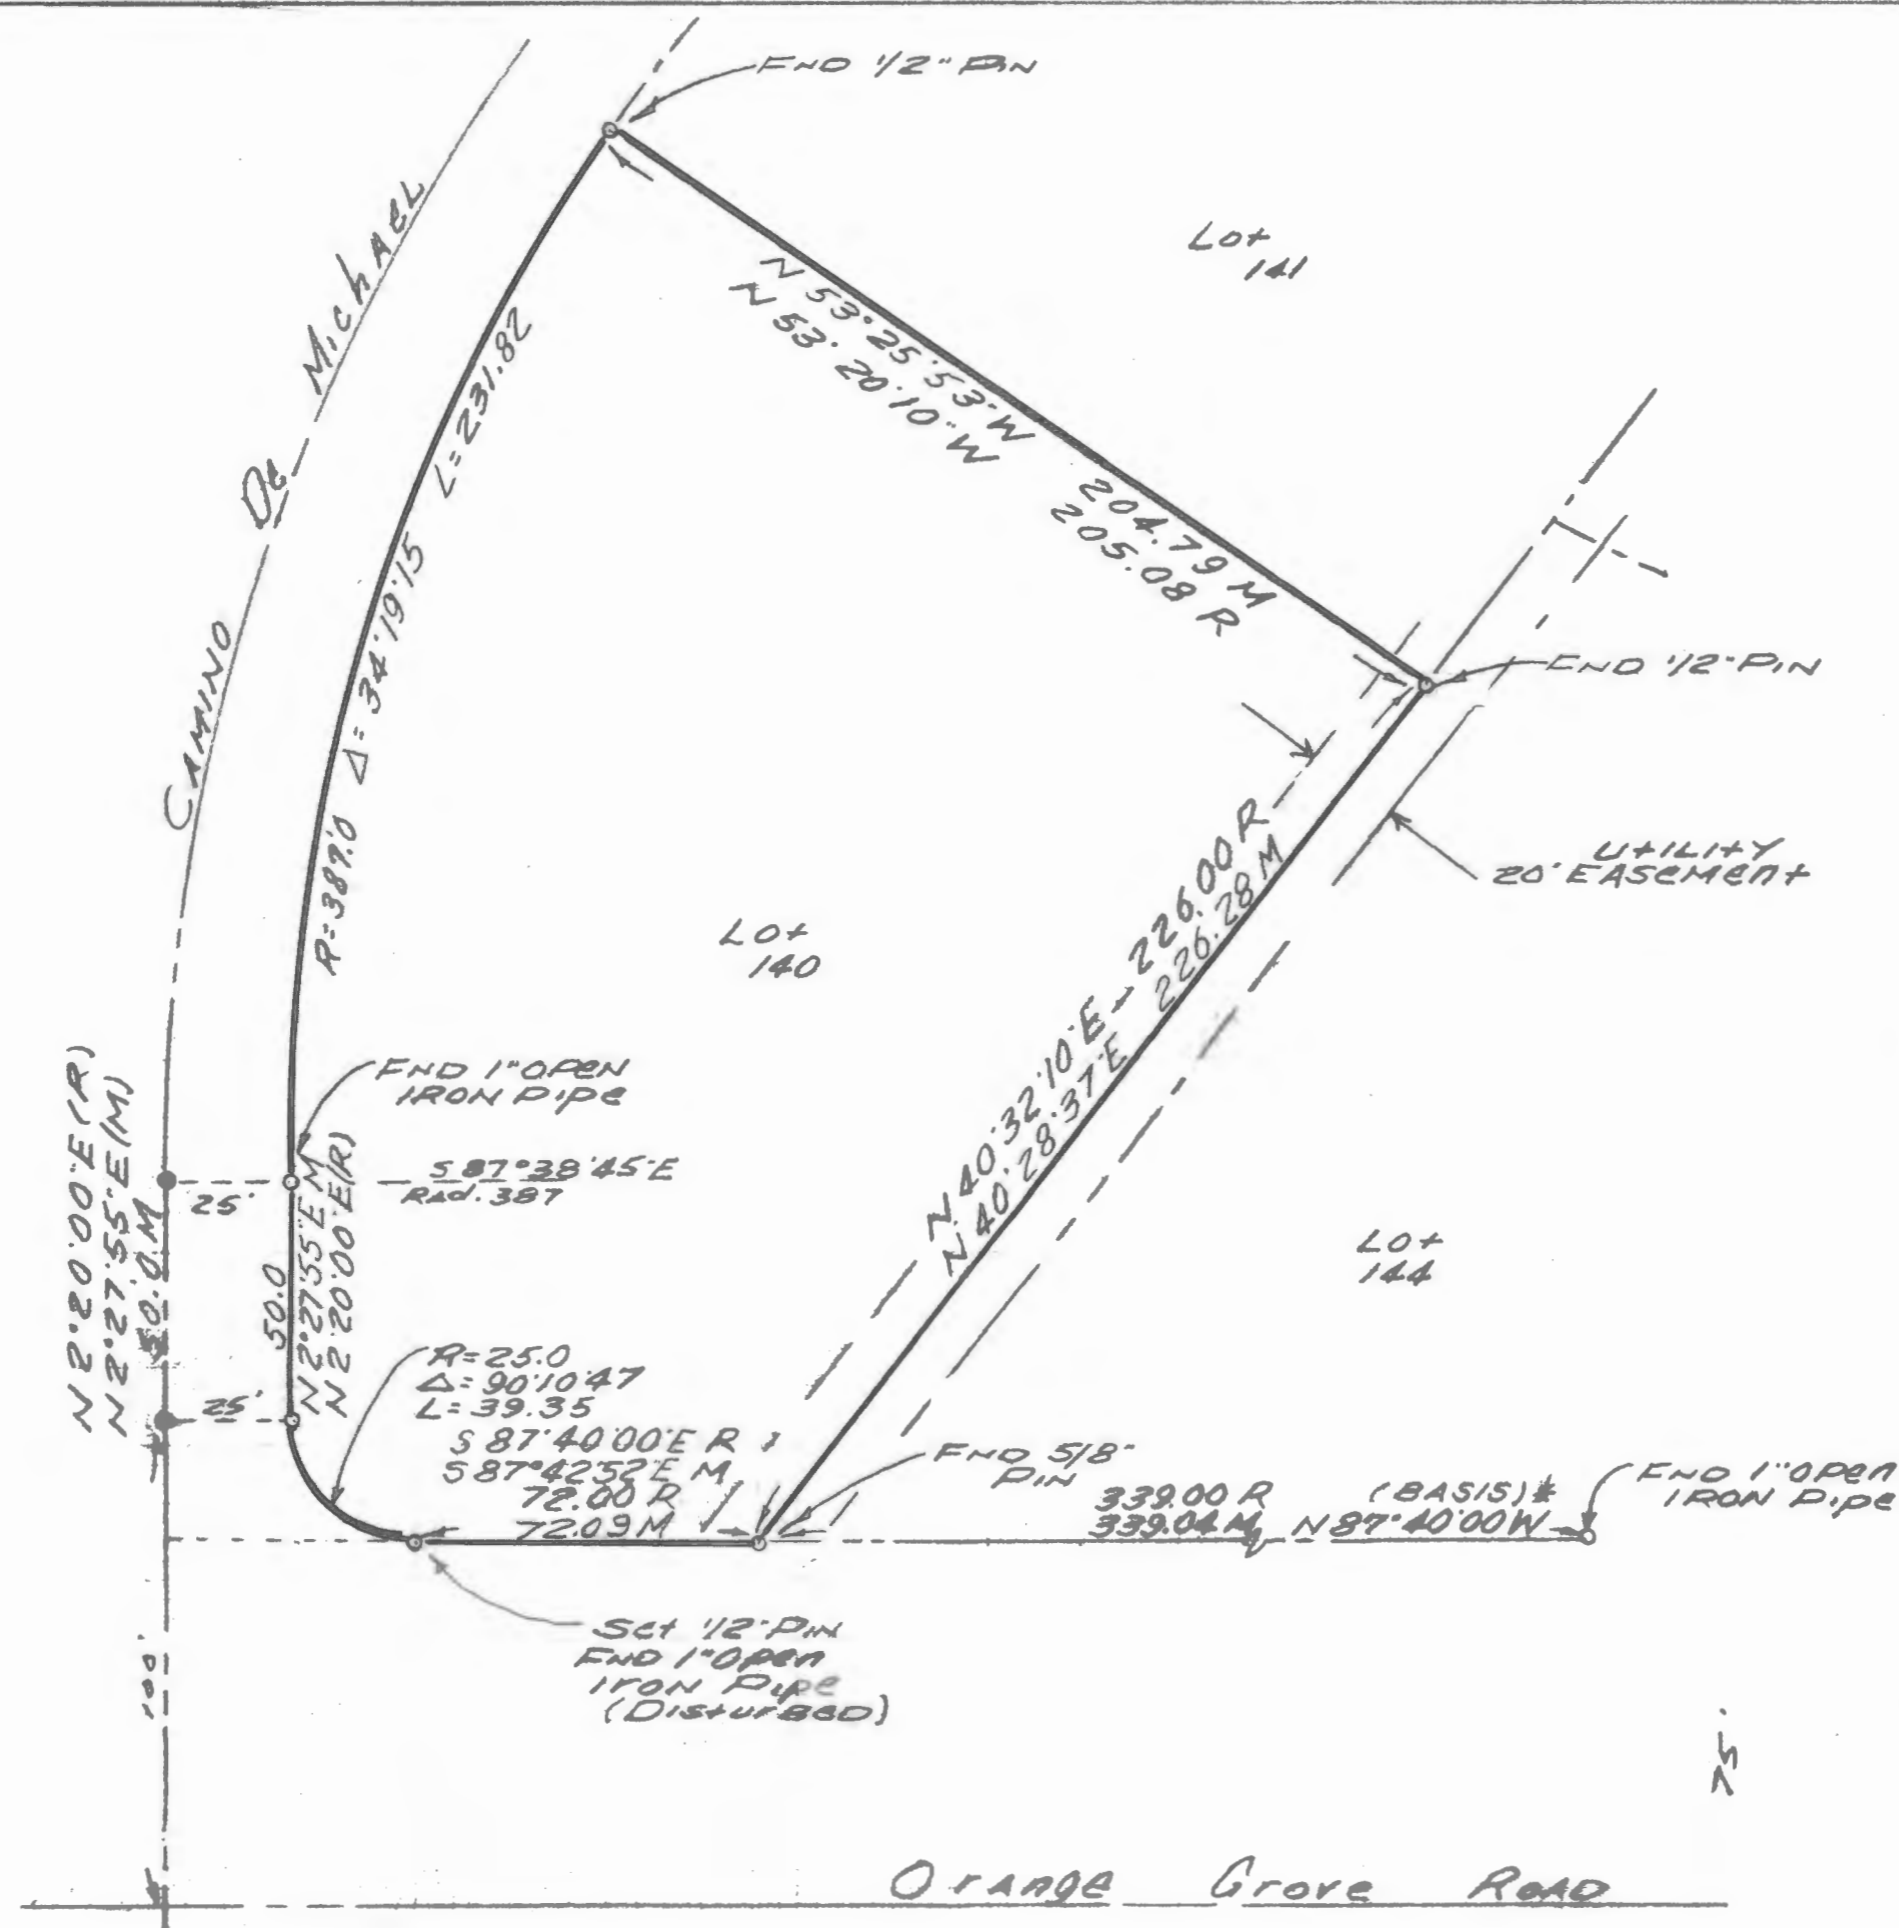 FND 1/2" PIN
Lot
141
N 53°25'53"W
N 53°20'10"W
204.79 M
205.08 R
CAMINO De Michael
L=231.82
Δ=34°19'15
R=387.0
FND 1/2" PIN
UtiLitY
20' EASement
N 40°32'10"E 226.00 R
N 40°28'37"E 226.28 M
Lot
140
FND 1" OPEN
IRON PiPe
S 87°38'45"E
RAd. 387
25'
N 2°20'00"E (R)
N 2°27'55"E (M)
50.0 M
50.0
N 2°27'55"E M
N 2°20'00"E (R)
25'
R=25.0
Δ=90°10'47
L=39.35
S 87°40'00"E R
S 87°42'52"E M
72.00 R
72.09 M
Lot
144
FND 5/8"
PIN
339.00 R (BASIS)*
339.04 M N 87°40'00W
FND 1" OPen
IRON PiPe
Set 1/2" PIN
FND 1" OPen
IrON PiPe
(DistURBeD)
100'
75'
Orange Grove RoAD